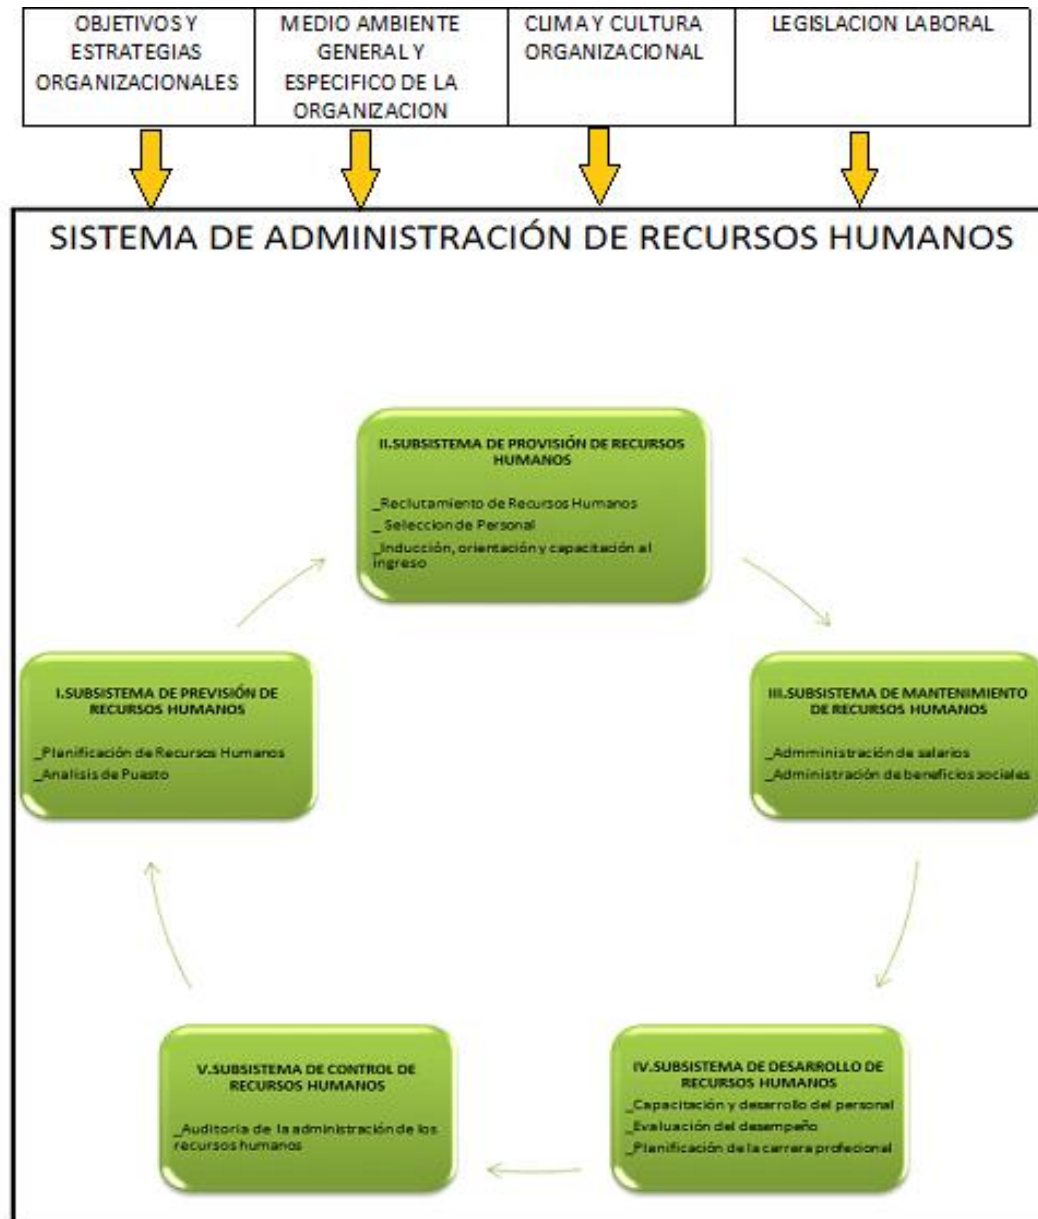 OBJETIVOS Y
ESTRATEGIAS
ORGANIZACIONALES
MEDIO AMBIENTE
GENERAL Y
ESPECIFICO DE LA
ORGANIZACION
CLIMA Y CULTURA
ORGANIZACIONAL
LEGISLACION LABORAL
SISTEMA DE ADMINISTRACIÓN DE RECURSOS HUMANOS
II.SUBSISTEMA DE PROVISIÓN DE RECURSOS
HUMANOS
_Reclutamiento de Recursos Humanos
_ Seleccion de Personal
_Inducción, orientación y capacitación al
ingreso
I.SUBSISTEMA DE PREVISIÓN DE
RECURSOS HUMANOS
_Planificación de Recursos Humanos
_Analisis de Puasto
III.SUBSISTEMA DE MANTENIMIENTO
DE RECURSOS HUMANOS
_Admministración de salarios
_Administración de beneficios sociales
V.SUBSISTEMA DE CONTROL DE
RECURSOS HUMANOS
_Auditoria de la administración de los
recursos humanos
IV.SUBSISTEMA DE DESARROLLO DE
RECURSOS HUMANOS
_Capacitación y desarrollo del personal
_Evaluación del desempeño
_Planificación de la carrera profecional